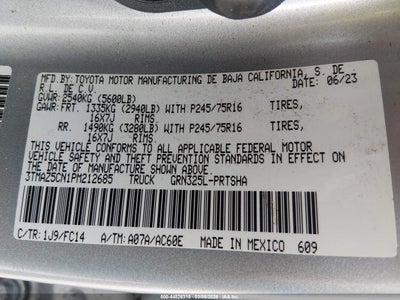 MFD.BY:TOYOTA MOTOR MANUFACTURING DE BAJA CALIFORNIA, S. DE
R.L. DE C.V. 06/23
GVWR:2540KG (5600LB)
GAWR:FRT. 1335KG (2940LB) WITH P245/75R16 TIRES,
16X7J RIMS,
RR. 1490KG (3280LB) WITH P245/75R16 TIRES,
16X7J RIMS.
THIS VEHICLE CONFORMS TO ALL APPLICABLE FEDERAL MOTOR
VEHICLE SAFETY AND THEFT PREVENTION STANDARDS IN EFFECT ON
THE DATE OF MANUFACTURE SHOWN ABOVE.
3TMAZ5CN1PM212685 TRUCK GRN325L-PRTSHA
C/TR: 1J9/FC14 A/TM: A07A/AC60E MADE IN MEXICO 609